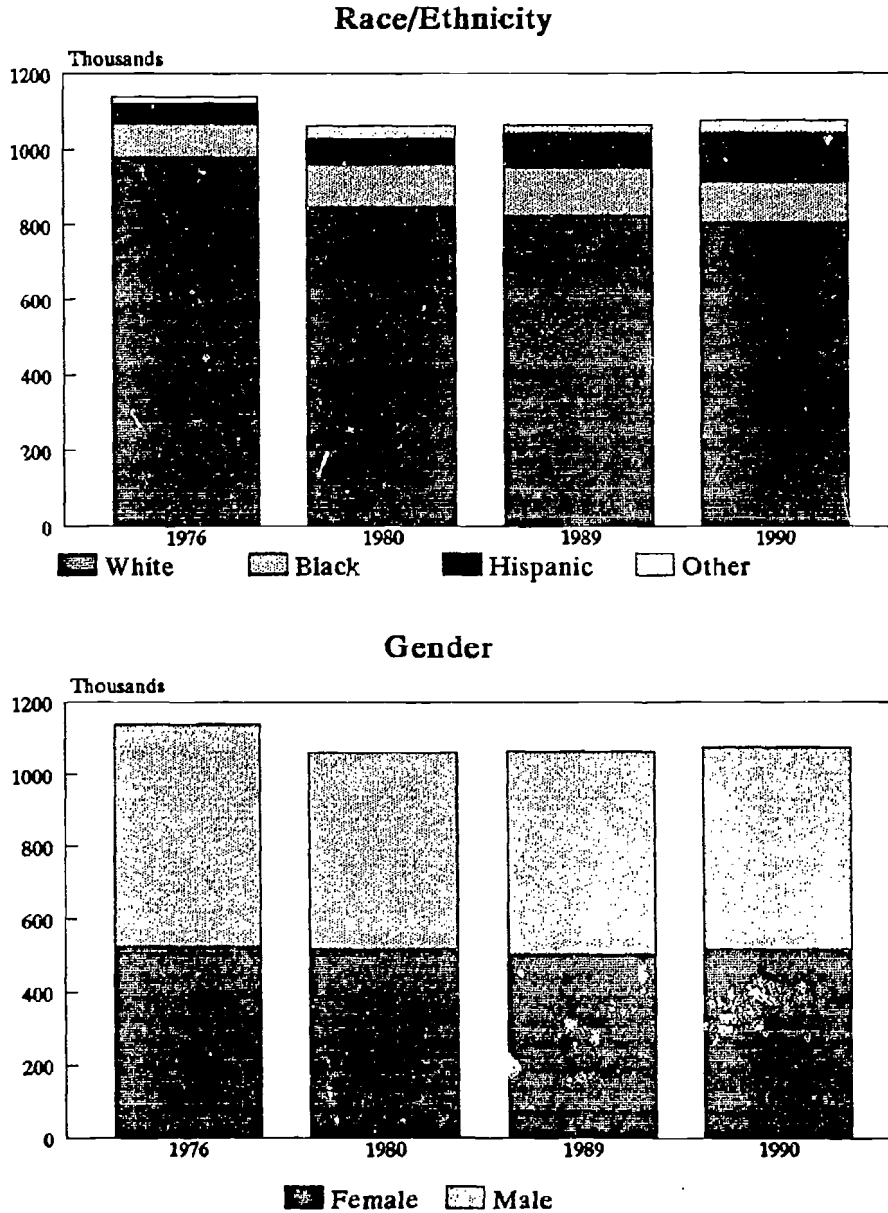 Race/Ethnicity
Thousands
1200
1000
800
600
400
200
0
1976 1980 1989 1990
White Black Hispanic Other
Gender
Thousands
1200
1000
800
600
400
200
0
1976 1980 1989 1990
Female Male